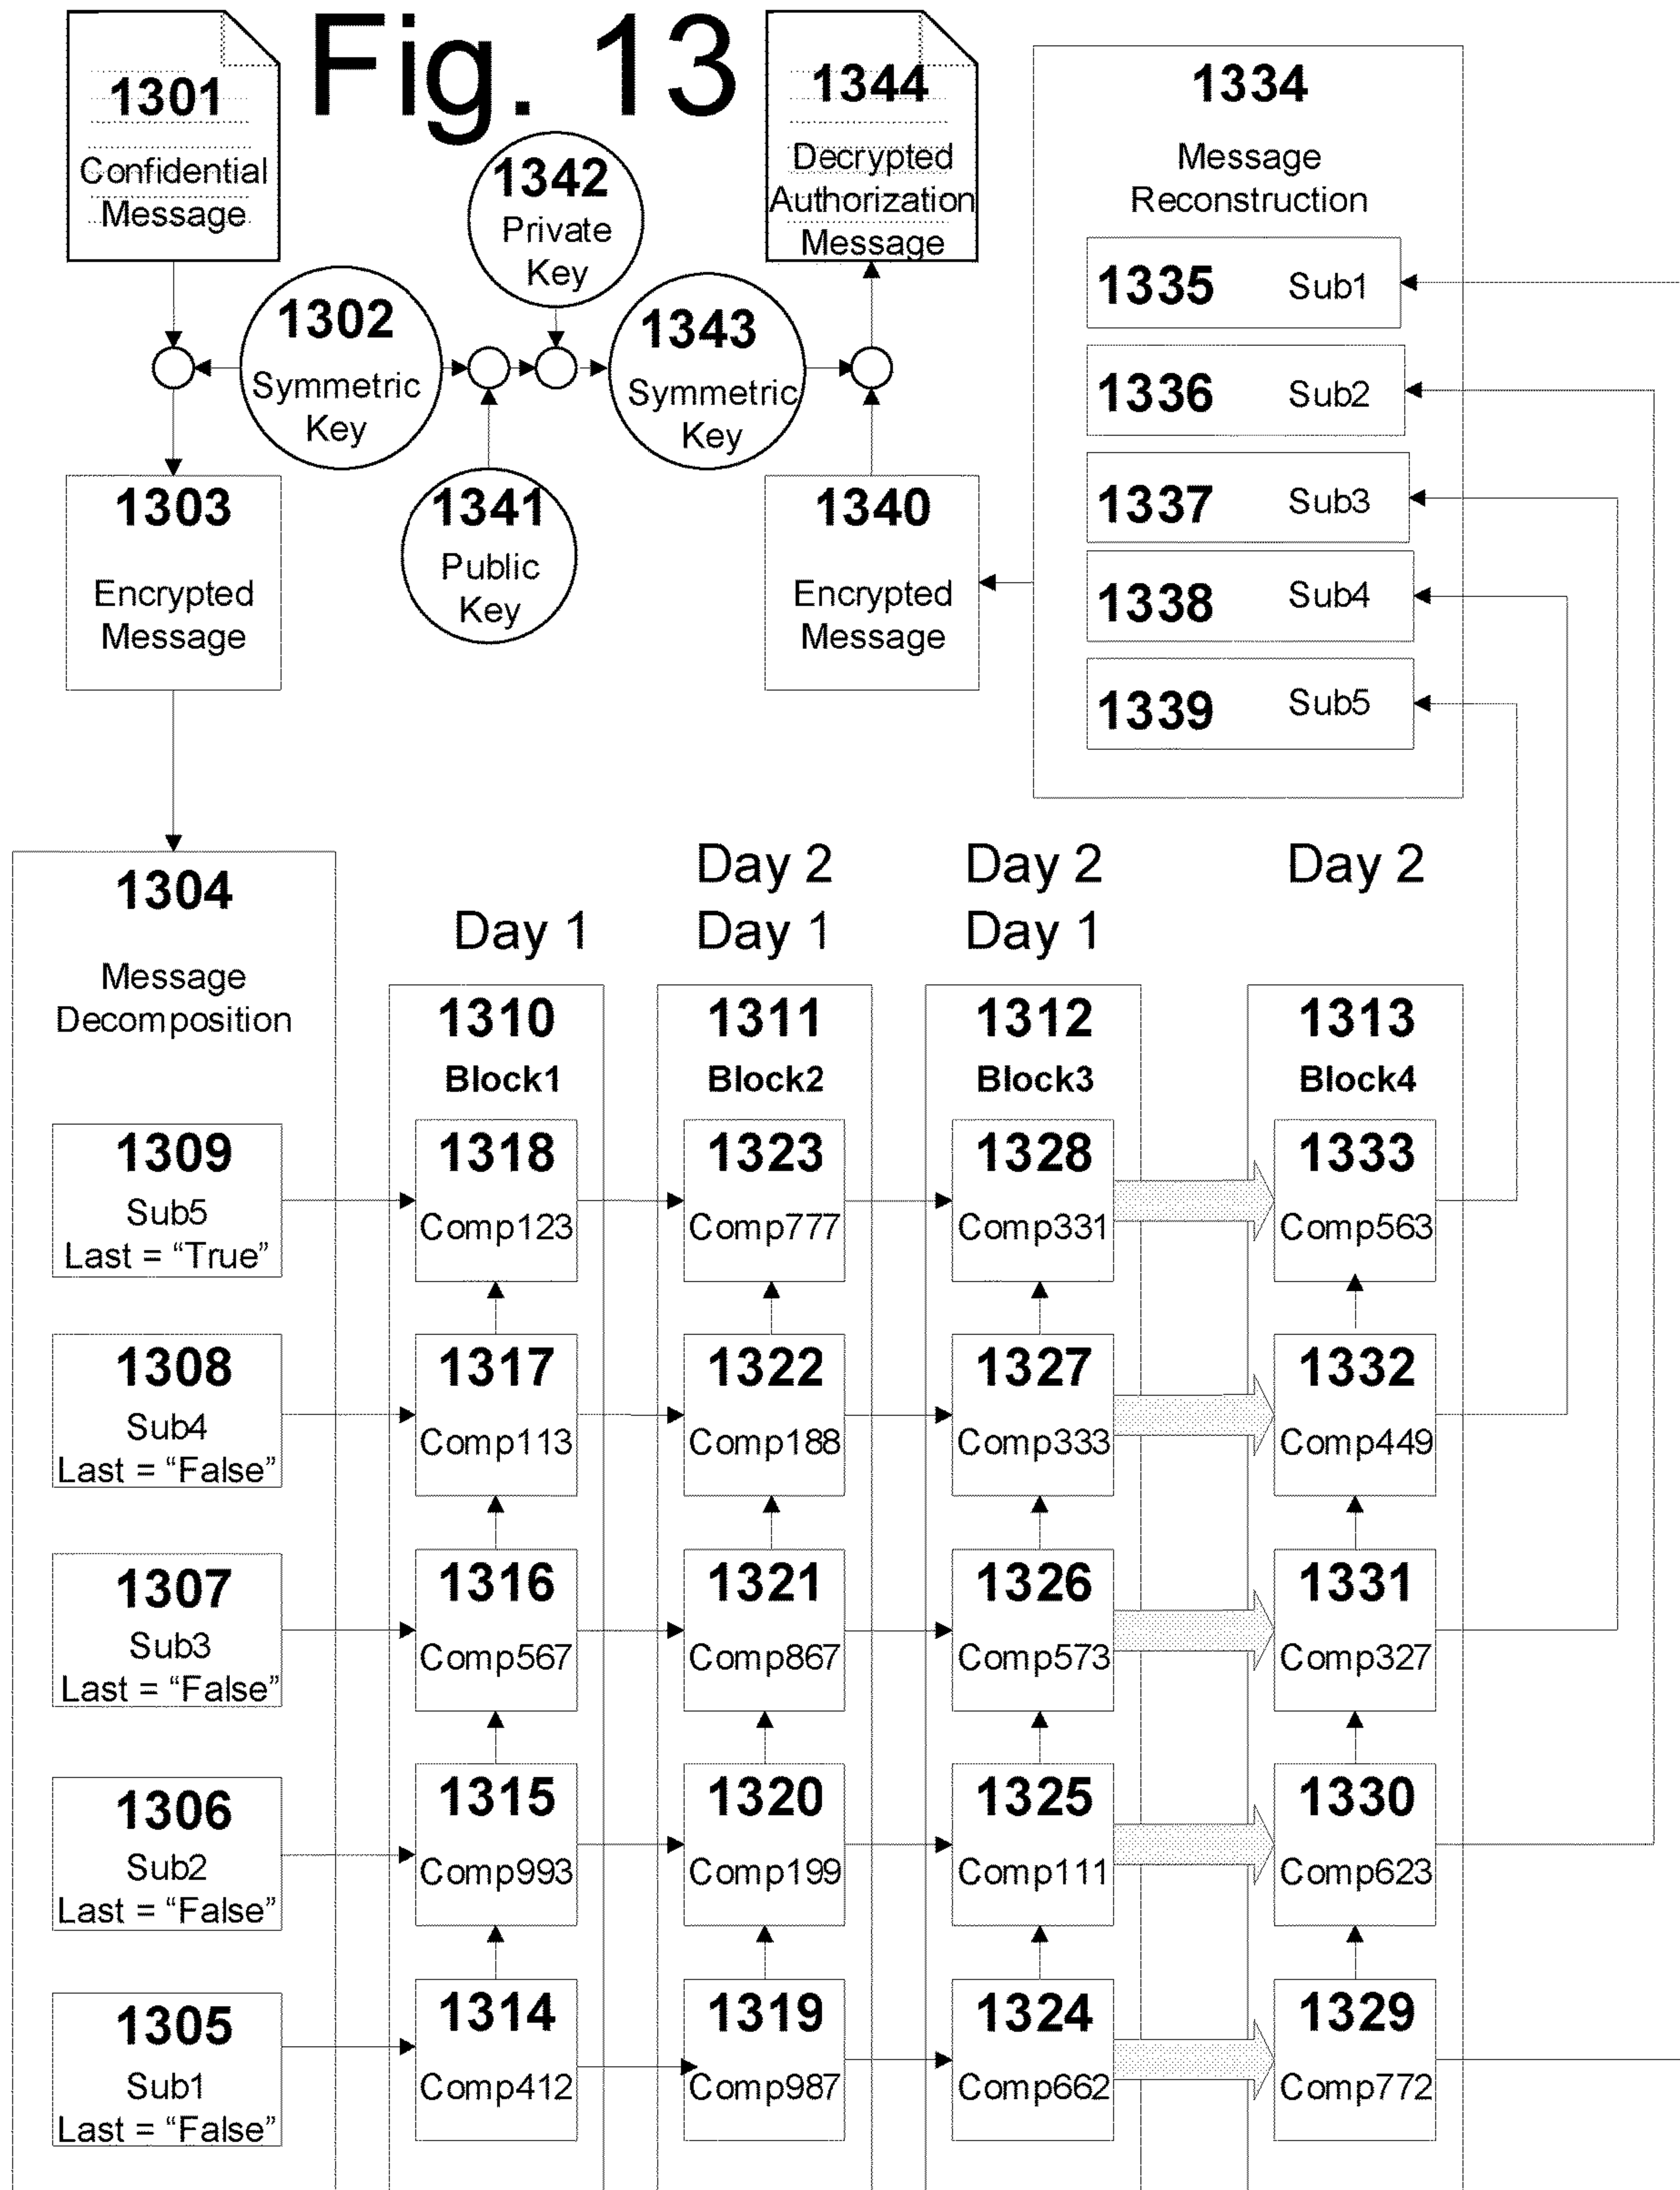 Fig. 13
1301
Confidential
Message
1342
Private
Key
1344
Decrypted
Authorization
Message
1302
Symmetric
Key
1343
Symmetric
Key
1303
Encrypted
Message
1341
Public
Key
1340
Encrypted
Message
1334
Message
Reconstruction
1335 Sub1
1336 Sub2
1337 Sub3
1338 Sub4
1339 Sub5
1304
Message
Decomposition
Day 1
Day 2
Day 1
Day 2
Day 1
Day 2
1310
Block1
1311
Block2
1312
Block3
1313
Block4
1309
Sub5
Last = “True”
1318
Comp123
1323
Comp777
1328
Comp331
1333
Comp563
1308
Sub4
Last = “False”
1317
Comp113
1322
Comp188
1327
Comp333
1332
Comp449
1307
Sub3
Last = “False”
1316
Comp567
1321
Comp867
1326
Comp573
1331
Comp327
1306
Sub2
Last = “False”
1315
Comp993
1320
Comp199
1325
Comp111
1330
Comp623
1305
Sub1
Last = “False”
1314
Comp412
1319
Comp987
1324
Comp662
1329
Comp772